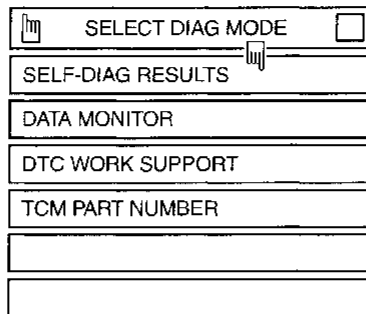 SELECT DIAG MODE
SELF-DIAG RESULTS
DATA MONITOR
DTC WORK SUPPORT
TCM PART NUMBER